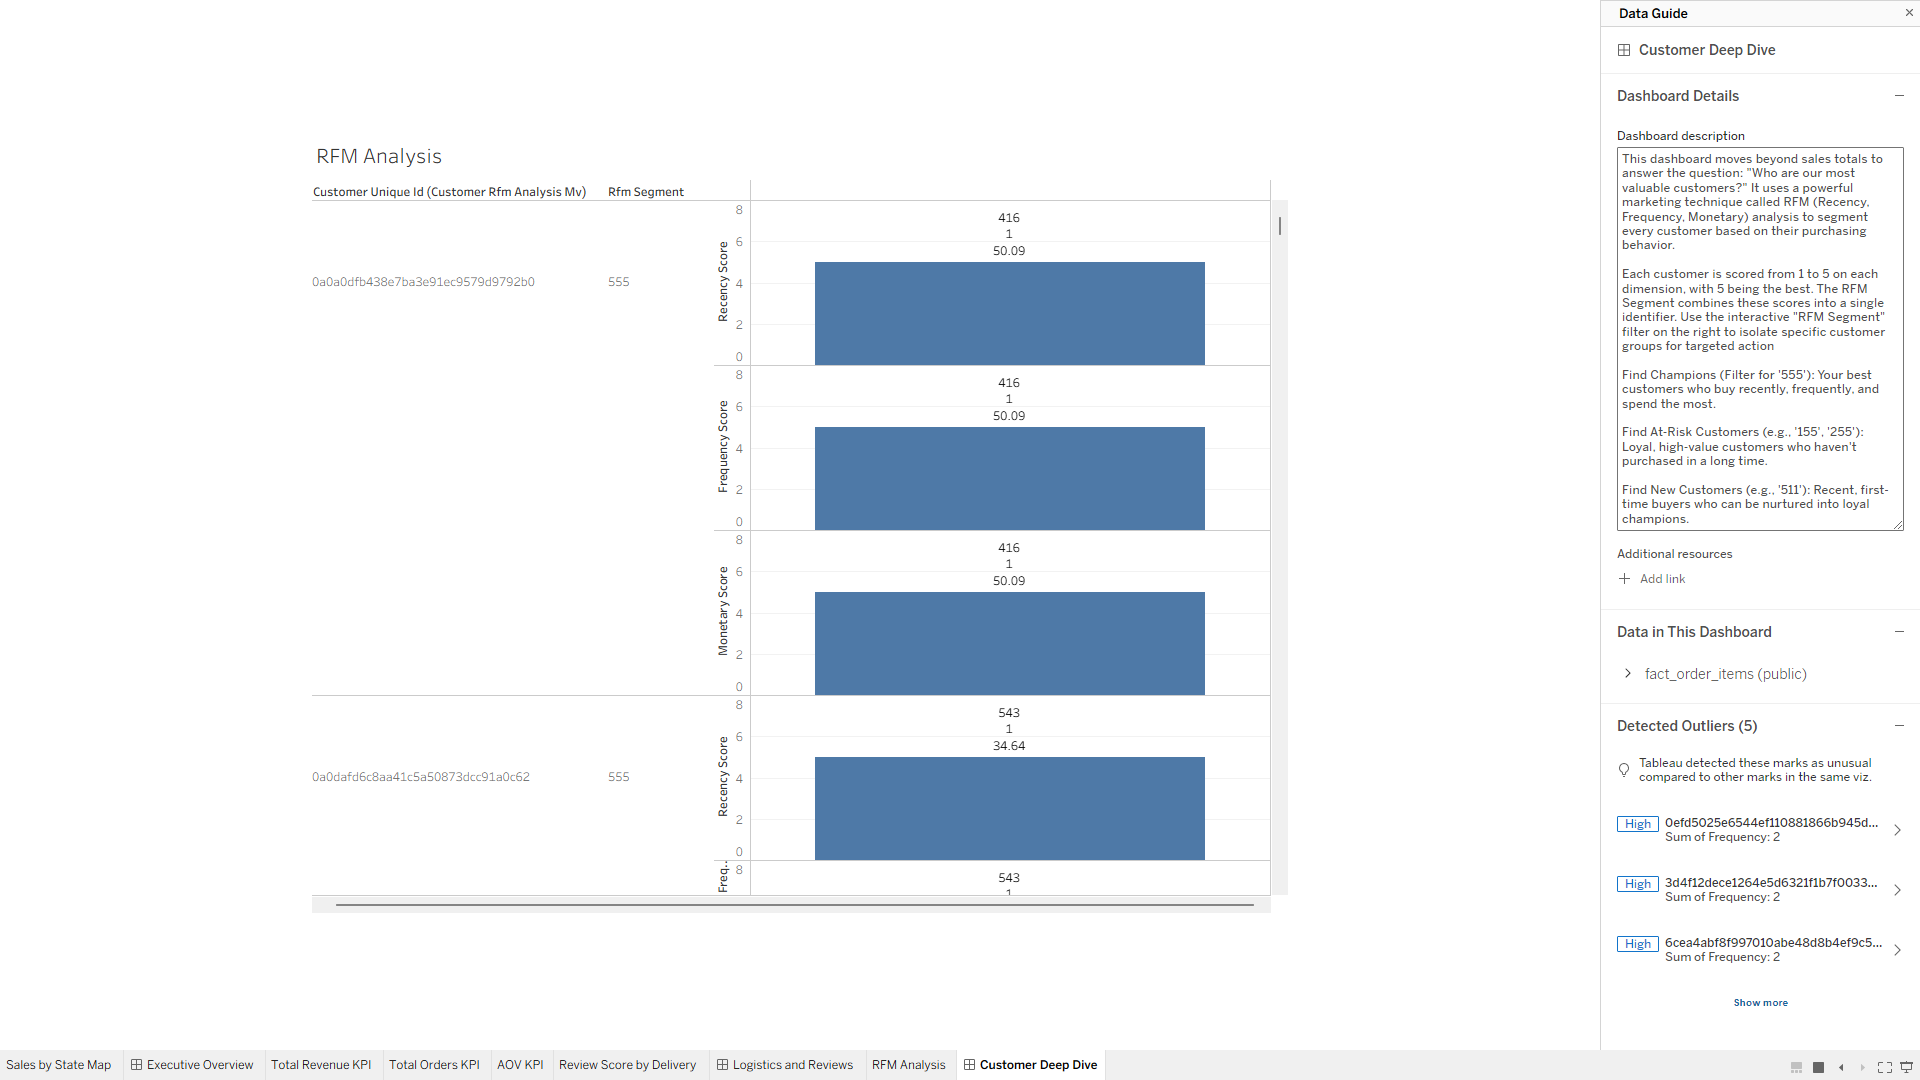 RFM Analysis
Customer Unique Id (Customer Rfm Analysis Mv) Rfm Segment
0a0a0dfb438e7ba3e91ec9579d9792b0 555
Recency Score
8
6
4
2
0
416
1
50.09
Frequency Score
8
6
4
2
0
416
1
50.09
Monetary Score
8
6
4
2
0
416
1
50.09
0a0dafd6c8aa41c5a50873dcc91a0c62 555
Recency Score
8
6
4
2
0
543
1
34.64
Freq..
8
543
1
Data Guide
Customer Deep Dive
Dashboard Details
Dashboard description
This dashboard moves beyond sales totals to
answer the question: "Who are our most
valuable customers?" It uses a powerful
marketing technique called RFM (Recency,
Frequency, Monetary) analysis to segment
every customer based on their purchasing
behavior.
Each customer is scored from 1 to 5 on each
dimension, with 5 being the best. The RFM
Segment combines these scores into a single
identifier. Use the interactive "RFM Segment"
filter on the right to isolate specific customer
groups for targeted action
Find Champions (Filter for '555'): Your best
customers who buy recently, frequently, and
spend the most.
Find At-Risk Customers (e.g., '155', '255'):
Loyal, high-value customers who haven't
purchased in a long time.
Find New Customers (e.g., '511'): Recent, first-
time buyers who can be nurtured into loyal
champions.
Additional resources
Add link
Data in This Dashboard
fact_order_items (public)
Detected Outliers (5)
Tableau detected these marks as unusual
compared to other marks in the same viz.
High 0efd5025e6544ef110881866b945d...
Sum of Frequency: 2
High 3d4f12dece1264e5d6321f1b7f0033...
Sum of Frequency: 2
High 6cea4abf8f997010abe48d8b4ef9c5...
Sum of Frequency: 2
Show more
Sales by State Map Executive Overview Total Revenue KPI Total Orders KPI AOV KPI Review Score by Delivery Logistics and Reviews RFM Analysis Customer Deep Dive